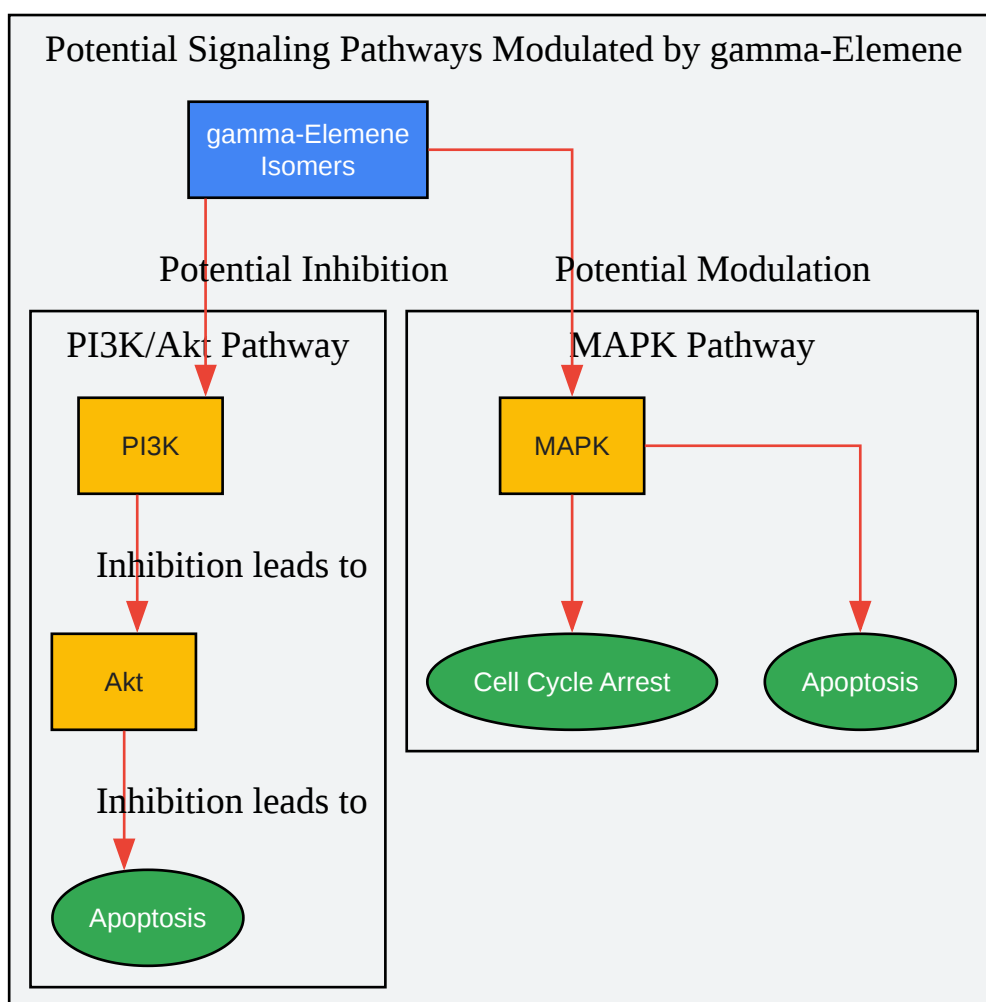 Potential Signaling Pathways Modulated by gamma-Elemene
gamma-Elemene
Isomers
Potential Inhibition
Potential Modulation
PI3K/Akt Pathway
MAPK Pathway
PI3K
MAPK
Inhibition leads to
Akt
Cell Cycle Arrest
Apoptosis
Inhibition leads to
Apoptosis